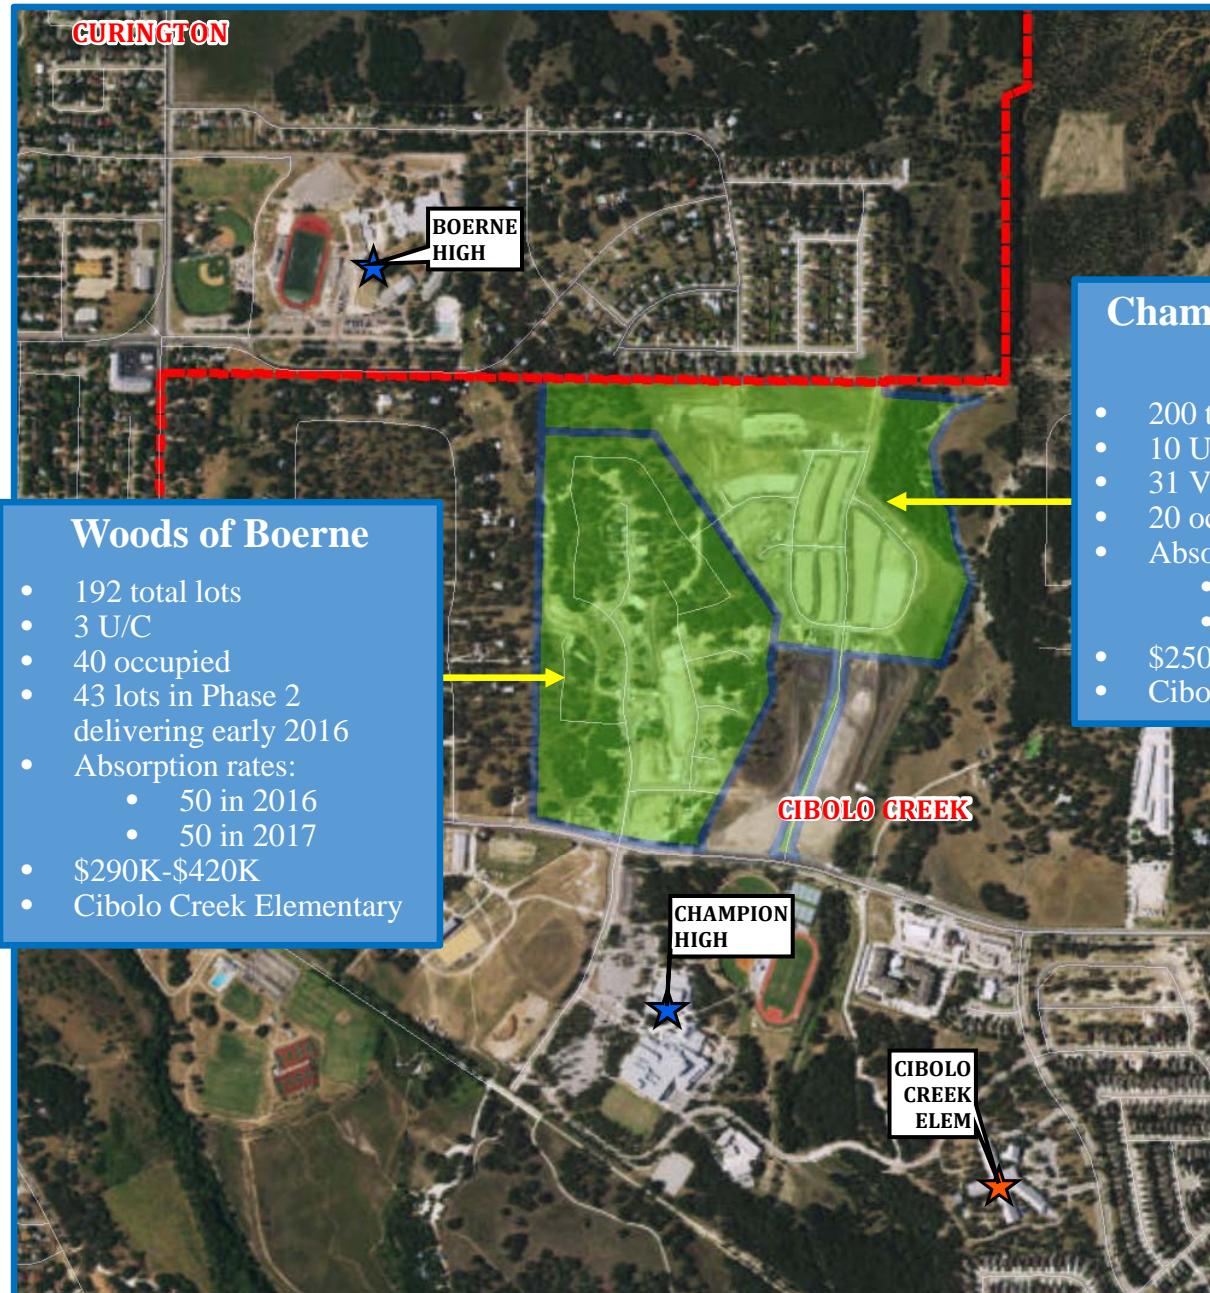 CURINGTON
BOERNE
HIGH
Woods of Boerne
• 192 total lots
• 3 U/C
• 40 occupied
• 43 lots in Phase 2
delivering early 2016
• Absorption rates:
• 50 in 2016
• 50 in 2017
• $290K-$420K
• Cibolo Creek Elementary
Cham
• 200 t
• 10 U
• 31 V
• 20 oc
• Abso
•
•
• $250
• Cibo
CIBOLO CREEK
CHAMPION
HIGH
CIBOLO
CREEK
ELEM